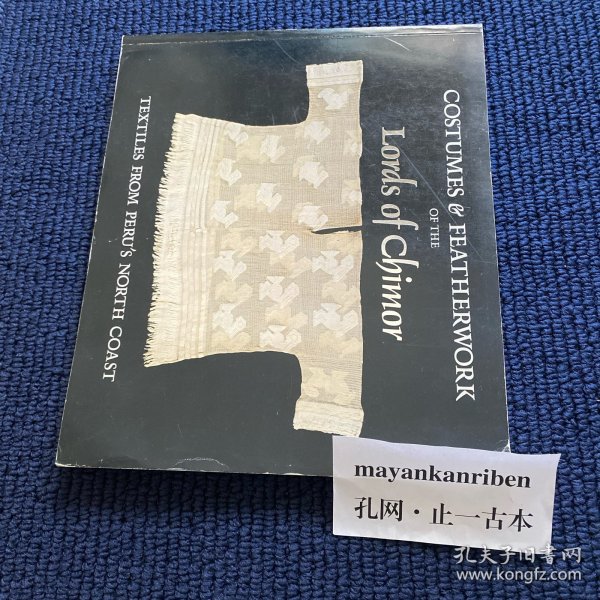 COSTUMES & FEATHERWORK
OF THE
Lords of Chimor
TEXTILES FROM PERU'S NORTH COAST
mayankanriben
孔网·止一古本
孔夫子旧书网
www.kongfz.com